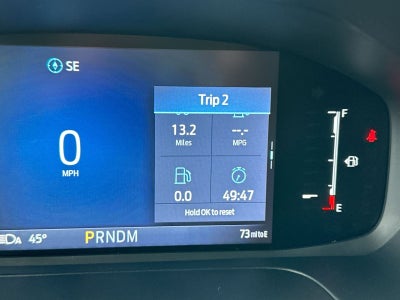 SE
Trip 2
13.2
Miles
--.-
MPG
0
MPH
0.0
49:47
Hold OK to reset
F
E
A
45°
PRNDM
73 mi to E